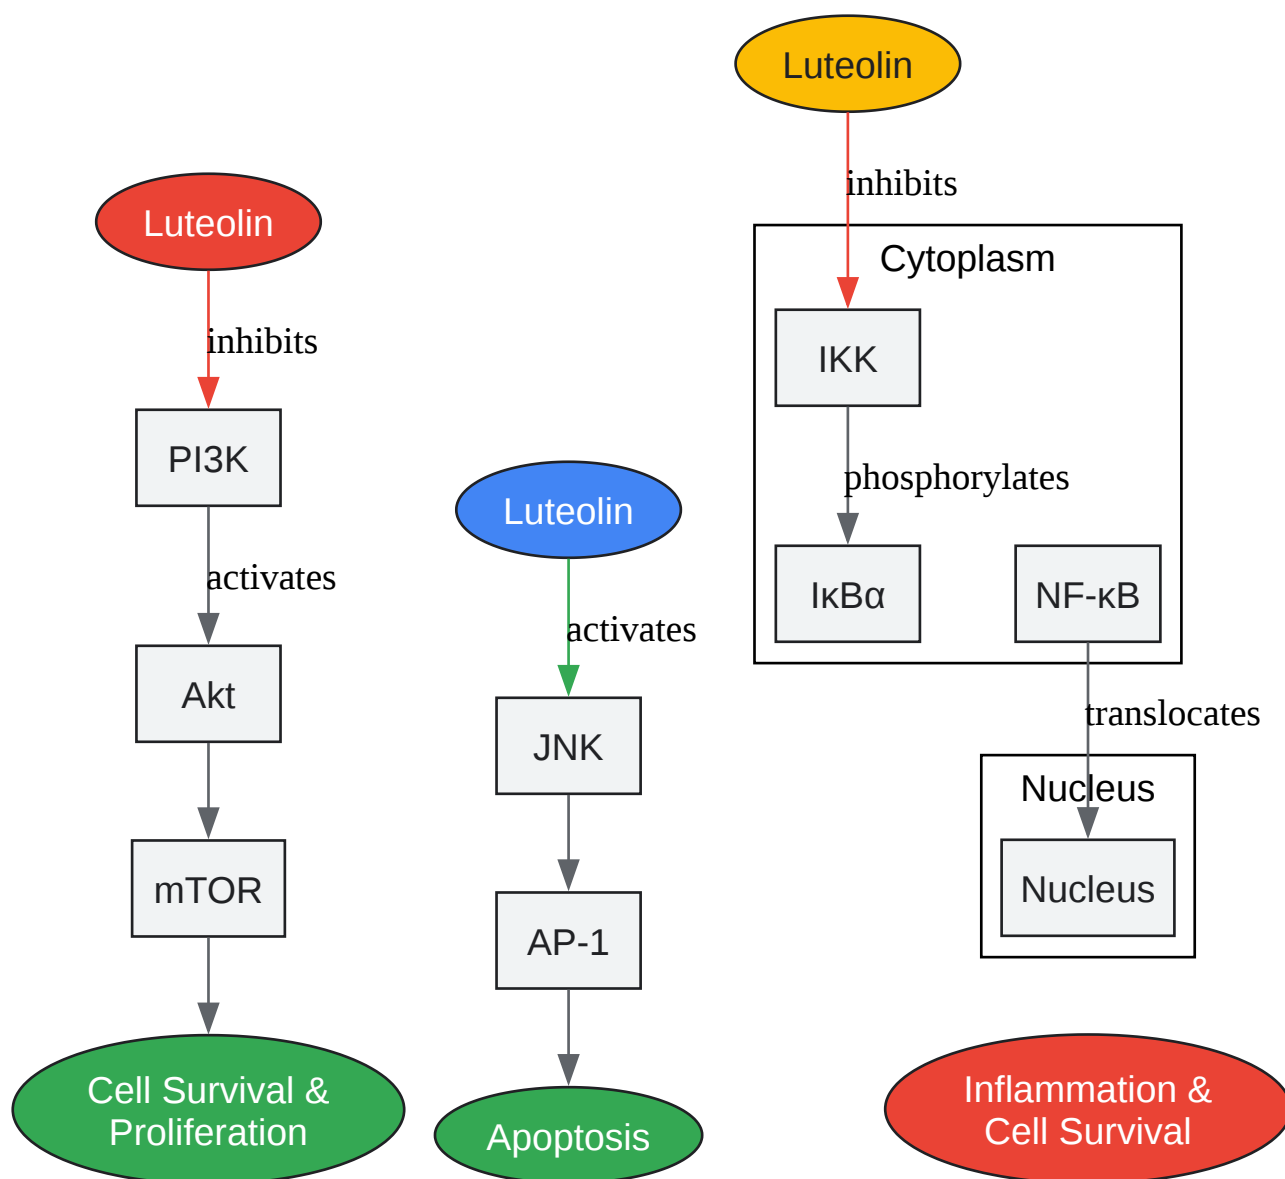 Luteolin
inhibits
PI3K
activates
Akt
mTOR
Cell Survival &
Proliferation
Luteolin
activates
JNK
AP-1
Apoptosis
Luteolin
inhibits
Cytoplasm
IKK
phosphorylates
IκBα
NF-κB
translocates
Nucleus
Nucleus
Inflammation &
Cell Survival